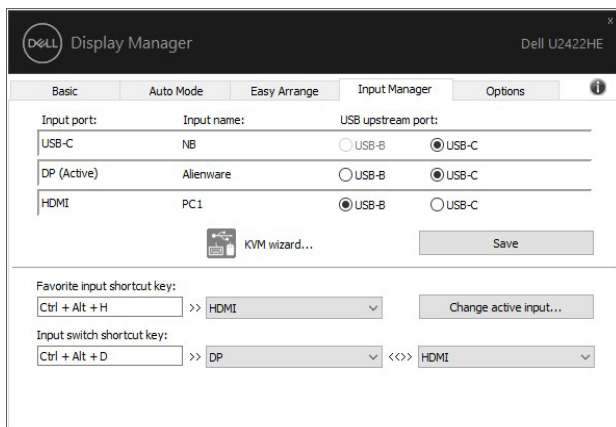 x
DELL Display Manager Dell U2422HE
Basic Auto Mode Easy Arrange Input Manager Options i
Input port: Input name: USB upstream port:
USB-C NB USB-B USB-C
DP (Active) Alienware USB-B USB-C
HDMI PC1 USB-B USB-C
KVM wizard... Save
Favorite input shortcut key:
Ctrl + Alt + H >> HDMI Change active input...
Input switch shortcut key:
Ctrl + Alt + D >> DP <<>> HDMI